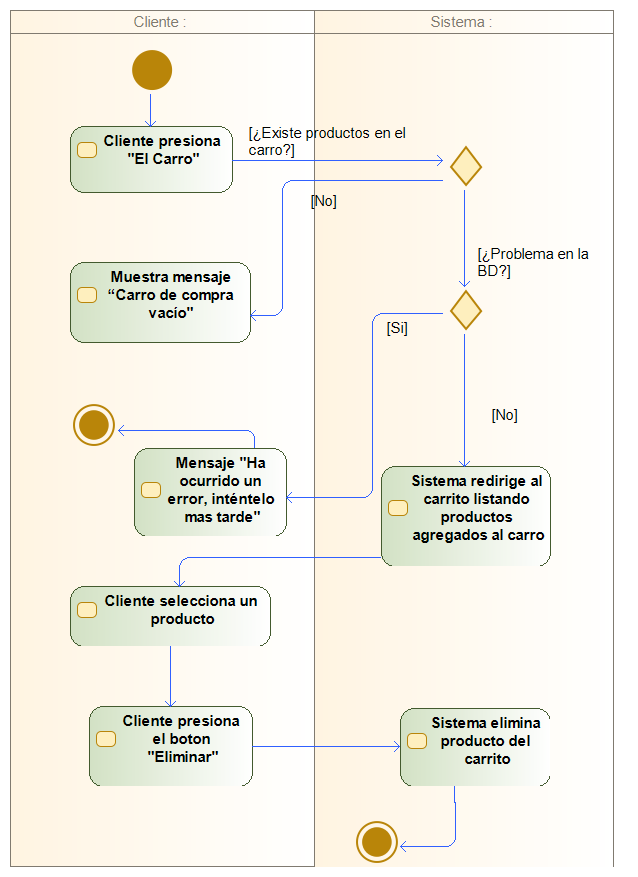 Cliente :
Sistema :
Cliente presiona
"El Carro"
[¿Existe productos en el
carro?]
[No]
[¿Problema en la
BD?]
Muestra mensaje
“Carro de compra
vacío"
[Si]
[No]
Mensaje "Ha
ocurrido un
error, inténtelo
mas tarde"
Sistema redirige al
carrito listando
productos
agregados al carro
Cliente selecciona un
producto
Cliente presiona
el boton
"Eliminar"
Sistema elimina
producto del
carrito